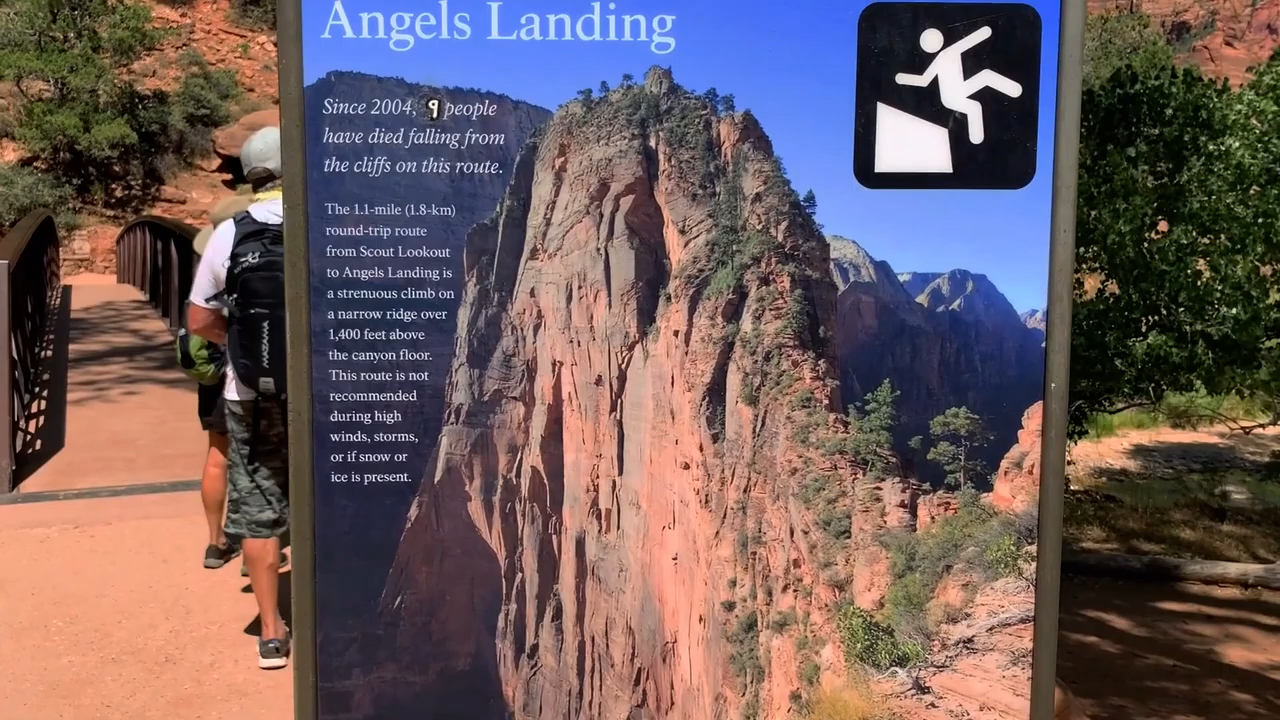 Angels Landing
Since 2004, 9 people
have died falling from
the cliffs on this route.
The 1.1-mile (1.8-km)
round-trip route
from Scout Lookout
to Angels Landing is
a strenuous climb on
a narrow ridge over
1,400 feet above
the canyon floor.
This route is not
recommended
during high
winds, storms,
or if snow or
ice is present.